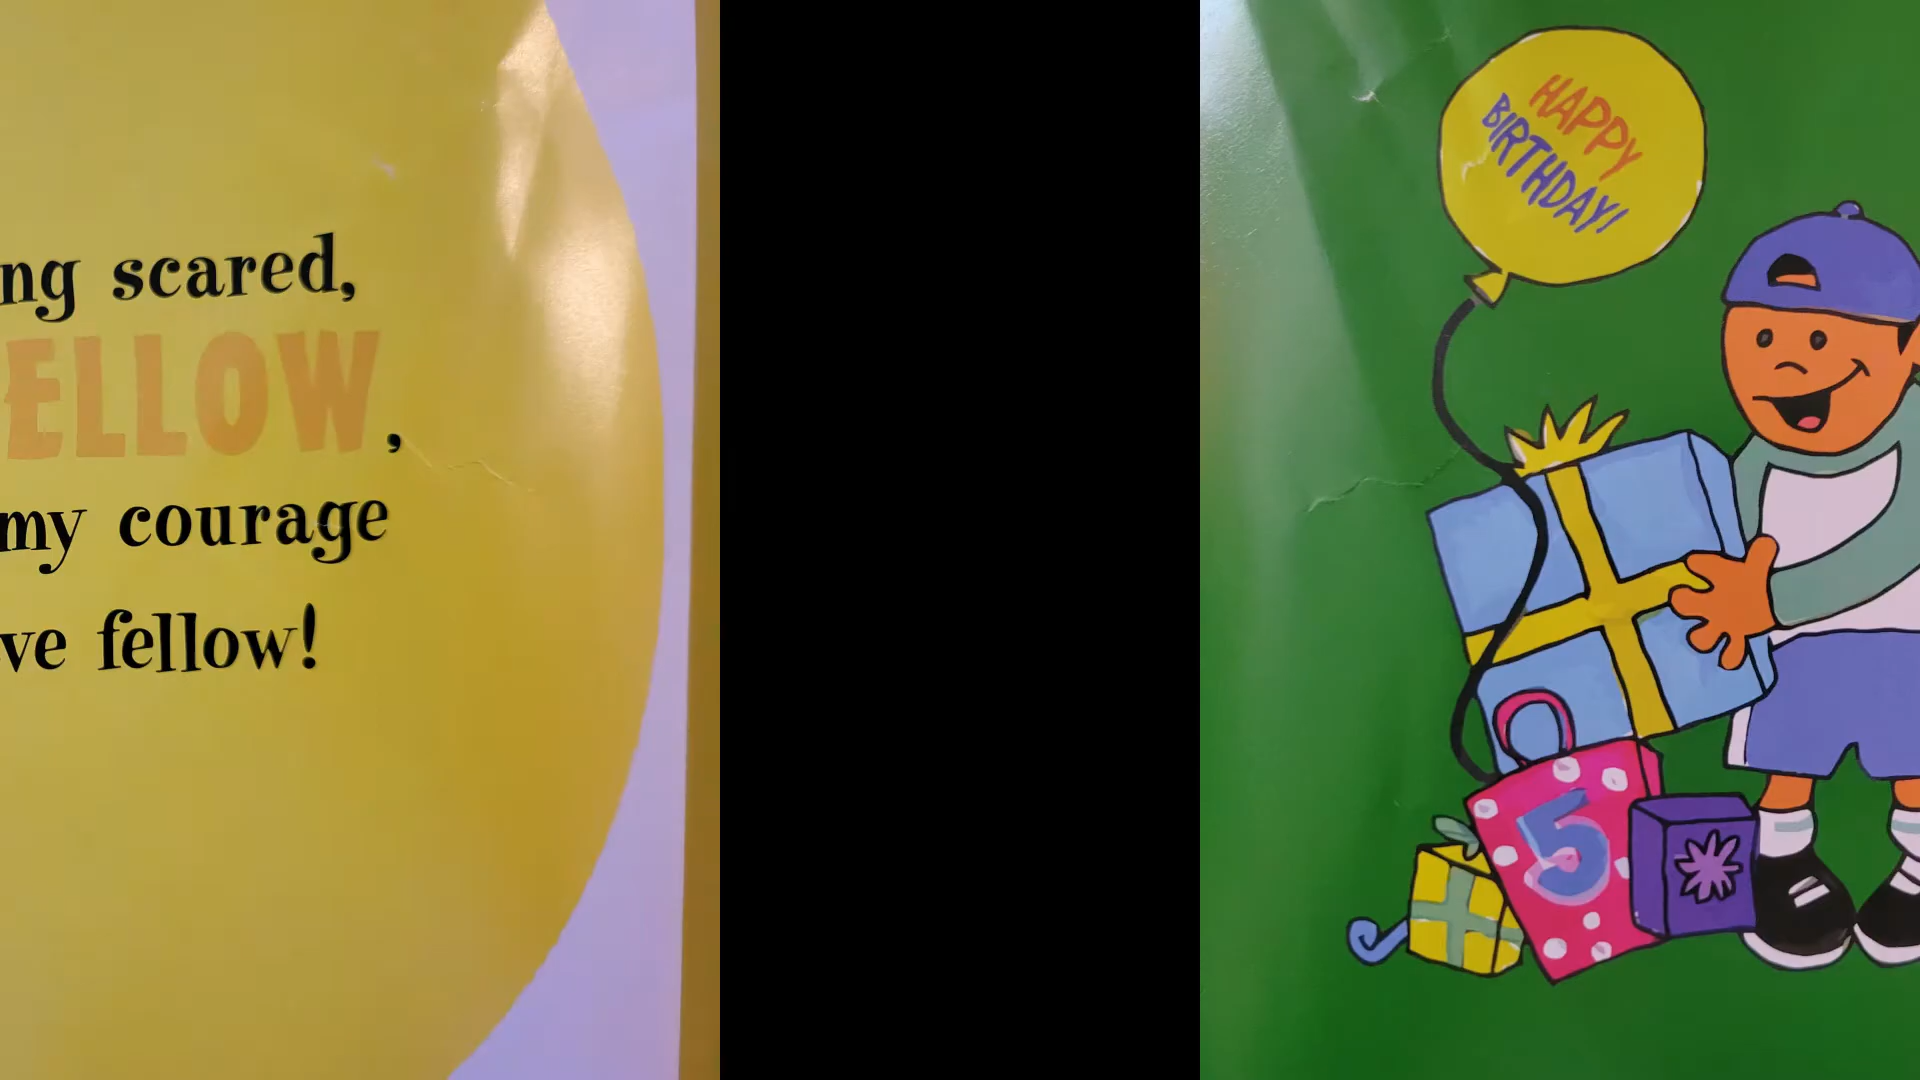 ng scared,
ELLOW,
my courage
ve fellow!
HAPPY
BIRTHDAY!
5